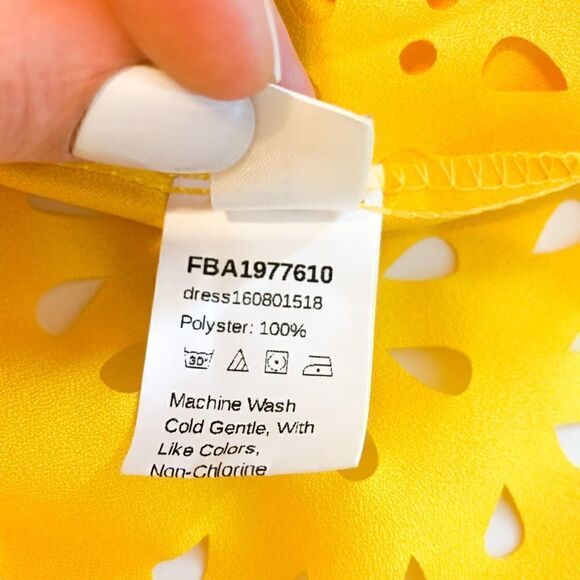 FBA1977610
dress160801518
Polyster: 100%
30°
Machine Wash
Cold Gentle, With
Like Colors,
Non-Chlorine